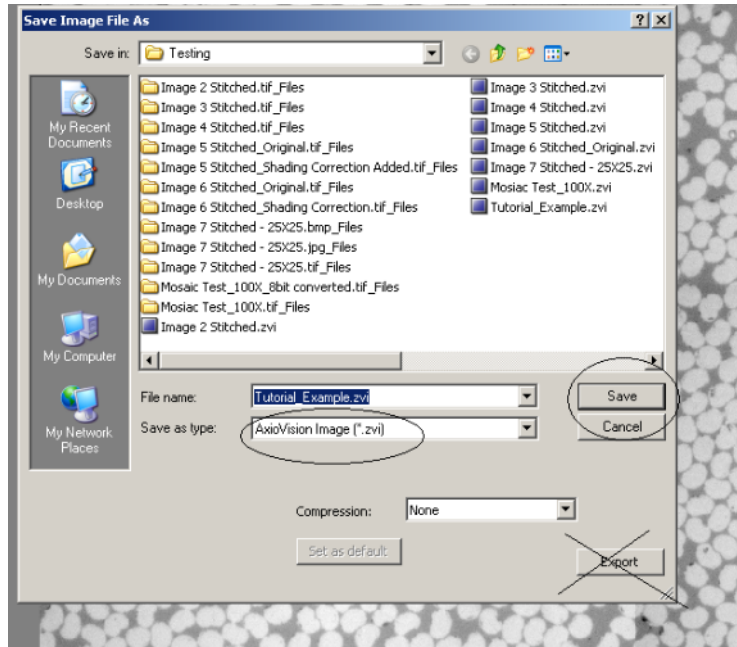 Save Image File As
Save in:
Testing
My Recent
Documents
Desktop
My Documents
My Computer
My Network
Places
Image 2 Stitched.tif_Files
Image 3 Stitched.tif_Files
Image 4 Stitched.tif_Files
Image 5 Stitched_Original.tif_Files
Image 5 Stitched_Shading Correction Added.tif_Files
Image 6 Stitched_Original.tif_Files
Image 6 Stitched_Shading Correction.tif_Files
Image 7 Stitched - 25X25.bmp_Files
Image 7 Stitched - 25X25.jpg_Files
Image 7 Stitched - 25X25.tif_Files
Mosaic Test_100X_8bit converted.tif_Files
Mosiac Test_100X.tif_Files
Image 2 Stitched.zvi
Image 3 Stitched.zvi
Image 4 Stitched.zvi
Image 5 Stitched.zvi
Image 6 Stitched_Original.zvi
Image 7 Stitched - 25X25.zvi
Mosiac Test_100X.zvi
Tutorial_Example.zvi
File name:
Tutorial_Example.zvi
Save
Save as type:
AxioVision Image (*.zvi)
Cancel
Compression:
None
Set as default
Export